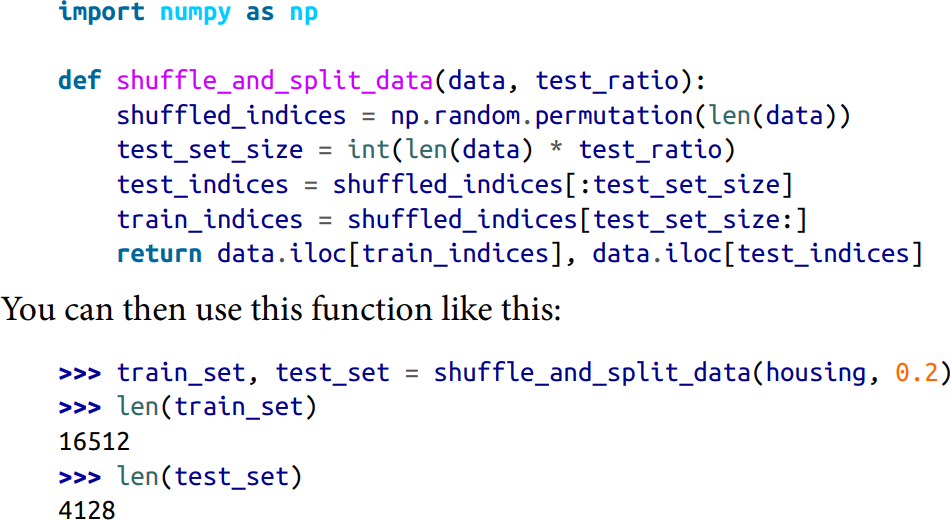 import numpy as np
def shuffle_and_split_data(data, test_ratio):
    shuffled_indices = np.random.permutation(len(data))
    test_set_size = int(len(data) * test_ratio)
    test_indices = shuffled_indices[:test_set_size]
    train_indices = shuffled_indices[test_set_size:]
    return data.iloc[train_indices], data.iloc[test_indices]
You can then use this function like this:
>>> train_set, test_set = shuffle_and_split_data(housing, 0.2)
>>> len(train_set)
16512
>>> len(test_set)
4128